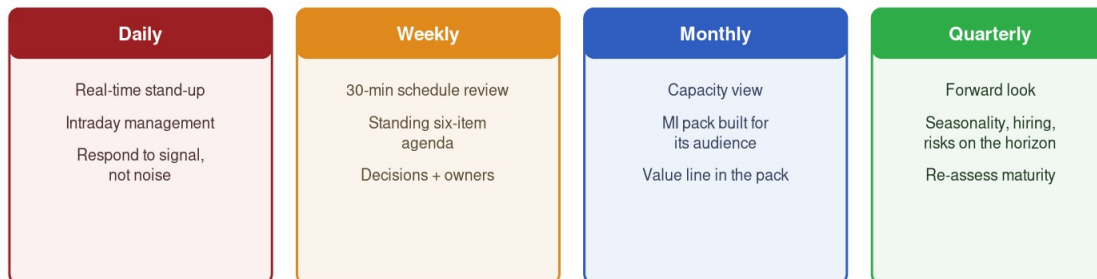 Daily
Real-time stand-up
Intraday management
Respond to signal,
not noise
Weekly
30-min schedule review
Standing six-item
agenda
Decisions + owners
Monthly
Capacity view
MI pack built for
its audience
Value line in the pack
Quarterly
Forward look
Seasonality, hiring,
risks on the horizon
Re-assess maturity